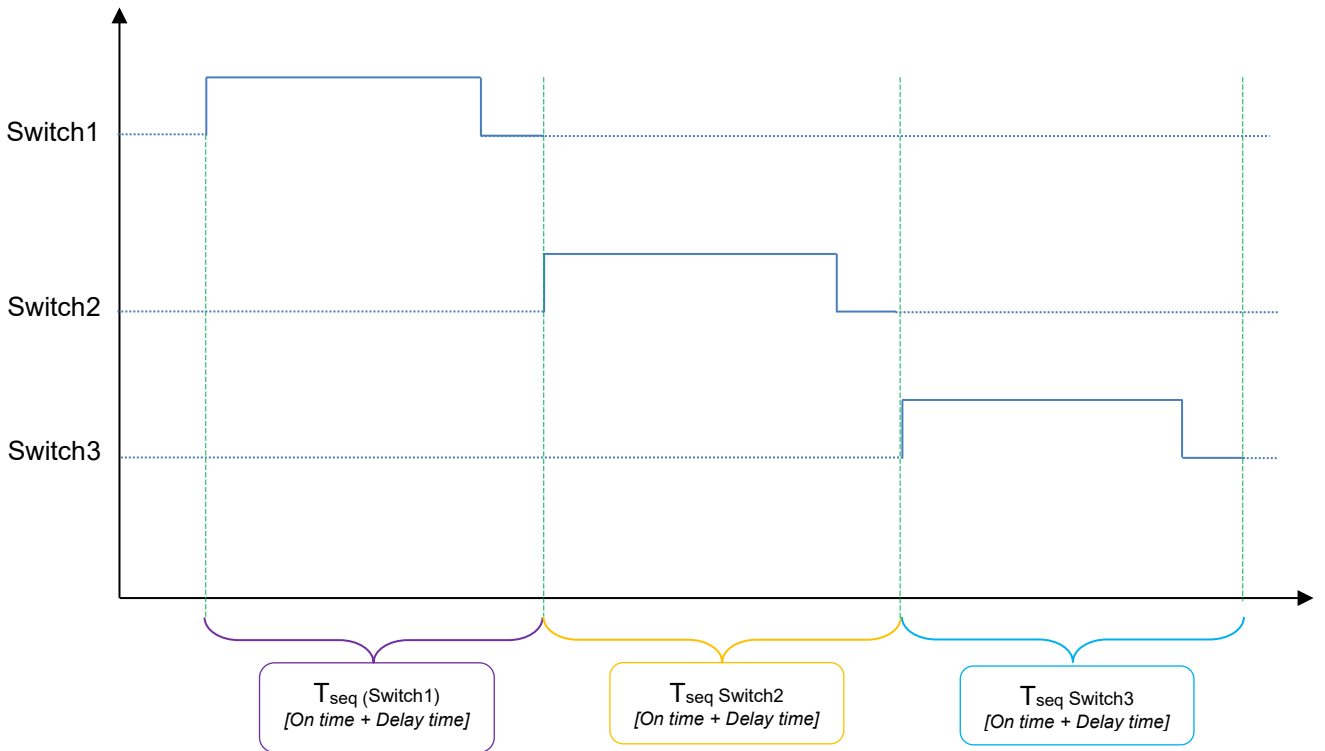 Switch1
Switch2
Switch3
Tseq (Switch1)
[On time + Delay time]
Tseq Switch2
[On time + Delay time]
Tseq Switch3
[On time + Delay time]